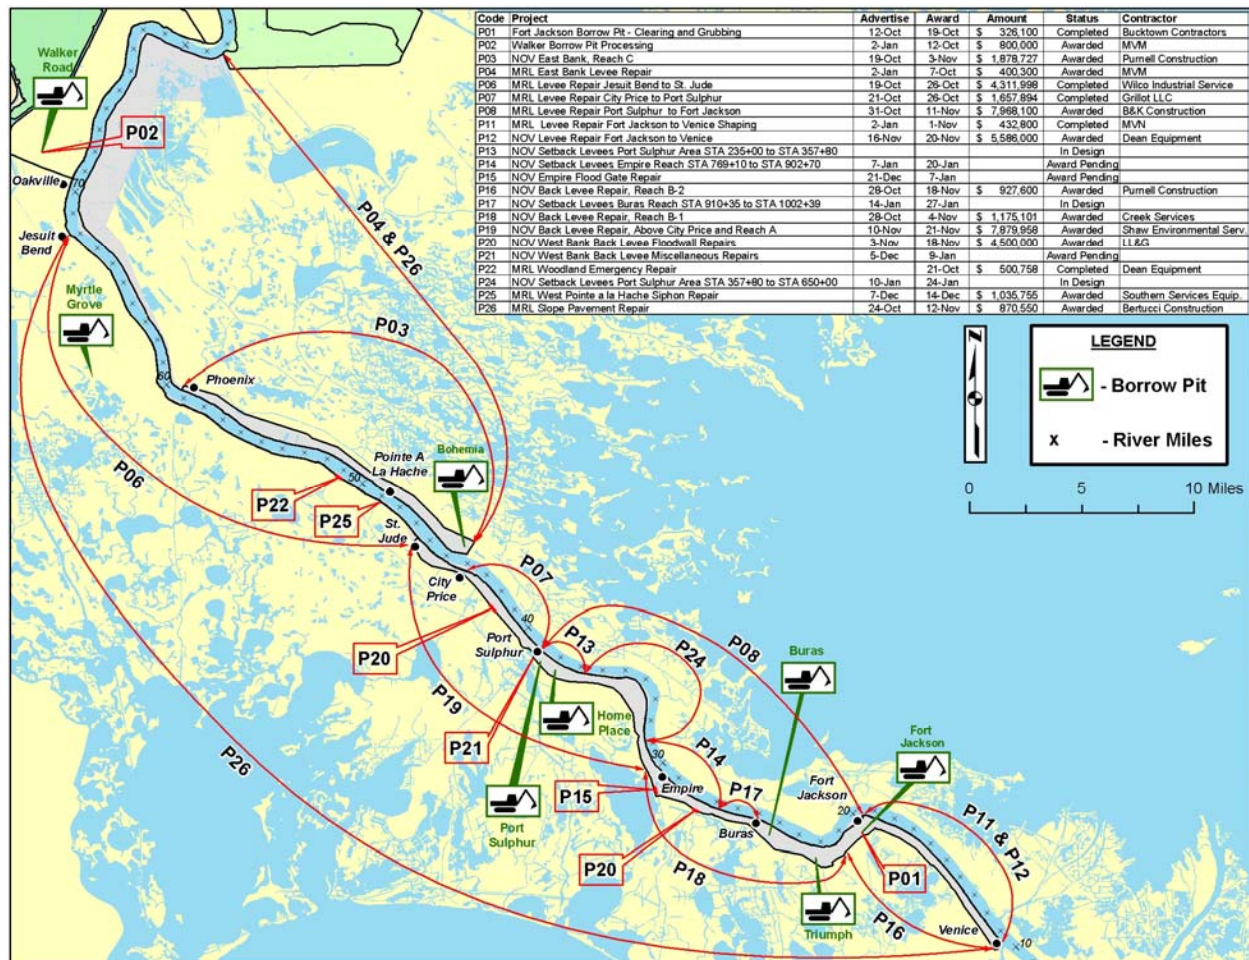 Code Project Advertise Award Amount Status Contractor
P01 Fort Jackson Borrow Pit - Clearing and Grubbing 12-Oct 19-Oct $ 326,100 Completed Bucktown Contractors
P02 Walker Borrow Pit Processing 2-Jan 12-Oct $ 800,000 Awarded MVM
P03 NOV East Bank, Reach C 19-Oct 3-Nov $ 1,878,727 Awarded Purnell Construction
P04 MRL East Bank Levee Repair 2-Jan 7-Oct $ 400,300 Awarded MVM
P06 MRL Levee Repair Jesuit Bend to St. Jude 19-Oct 26-Oct $ 4,311,998 Completed Wilco Industrial Service
P07 MRL Levee Repair City Price to Port Sulphur 21-Oct 26-Oct $ 1,657,894 Completed Grillot LLC
P08 MRL Levee Repair Port Sulphur to Fort Jackson 31-Oct 11-Nov $ 7,968,100 Awarded B&K Construction
P11 MRL Levee Repair Fort Jackson to Venice Shaping 2-Jan 1-Nov $ 432,800 Completed MVN
P12 NOV Levee Repair Fort Jackson to Venice 16-Nov 20-Nov $ 5,586,000 Awarded Dean Equipment
P13 NOV Setback Levees Port Sulphur Area STA 235+00 to STA 357+80 In Design
P14 NOV Setback Levees Empire Reach STA 769+10 to STA 902+70 7-Jan 20-Jan Award Pending
P15 NOV Empire Flood Gate Repair 21-Dec 7-Jan Award Pending
P16 NOV Back Levee Repair, Reach B-2 28-Oct 18-Nov $ 927,600 Awarded Purnell Construction
P17 NOV Setback Levees Buras Reach STA 910+35 to STA 1002+39 14-Jan 27-Jan In Design
P18 NOV Back Levee Repair, Reach B-1 28-Oct 4-Nov $ 1,175,101 Awarded Creek Services
P19 NOV Back Levee Repair, Above City Price and Reach A 10-Nov 21-Nov $ 7,879,958 Awarded Shaw Environmental Serv.
P20 NOV West Bank Back Levee Floodwall Repairs 3-Nov 18-Nov $ 4,500,000 Awarded LL&G
P21 NOV West Bank Back Levee Miscellaneous Repairs 5-Dec 9-Jan Award Pending
P22 MRL Woodland Emergency Repair 21-Oct $ 500,758 Completed Dean Equipment
P24 NOV Setback Levees Port Sulphur Area STA 357+80 to STA 650+00 10-Jan 24-Jan In Design
P25 MRL West Pointe a la Hache Siphon Repair 7-Dec 14-Dec $ 1,035,755 Awarded Southern Services Equip.
P26 MRL Slope Pavement Repair 24-Oct 12-Nov $ 870,550 Awarded Bertucci Construction
Walker
Road
P02
Oakville
70
Jesuit
Bend
P04 & P26
Myrtle
Grove
P03
60
Phoenix
N
LEGEND
- Borrow Pit
x - River Miles
0 5 10 Miles
Pointe A
La Hache
Bohemia
P06
50
P22
P25
St.
Jude
City
Price
P07
40
Port
Sulphur
P20
P13
P24
P08
Buras
P19
Home
Place
P21
P26
Fort
Jackson
30
P14
Empire
P15
P17
Fort
Jackson
20
Port
Sulphur
Buras
P11 & P12
P20
P18
P01
Triumph
P16
Venice
10